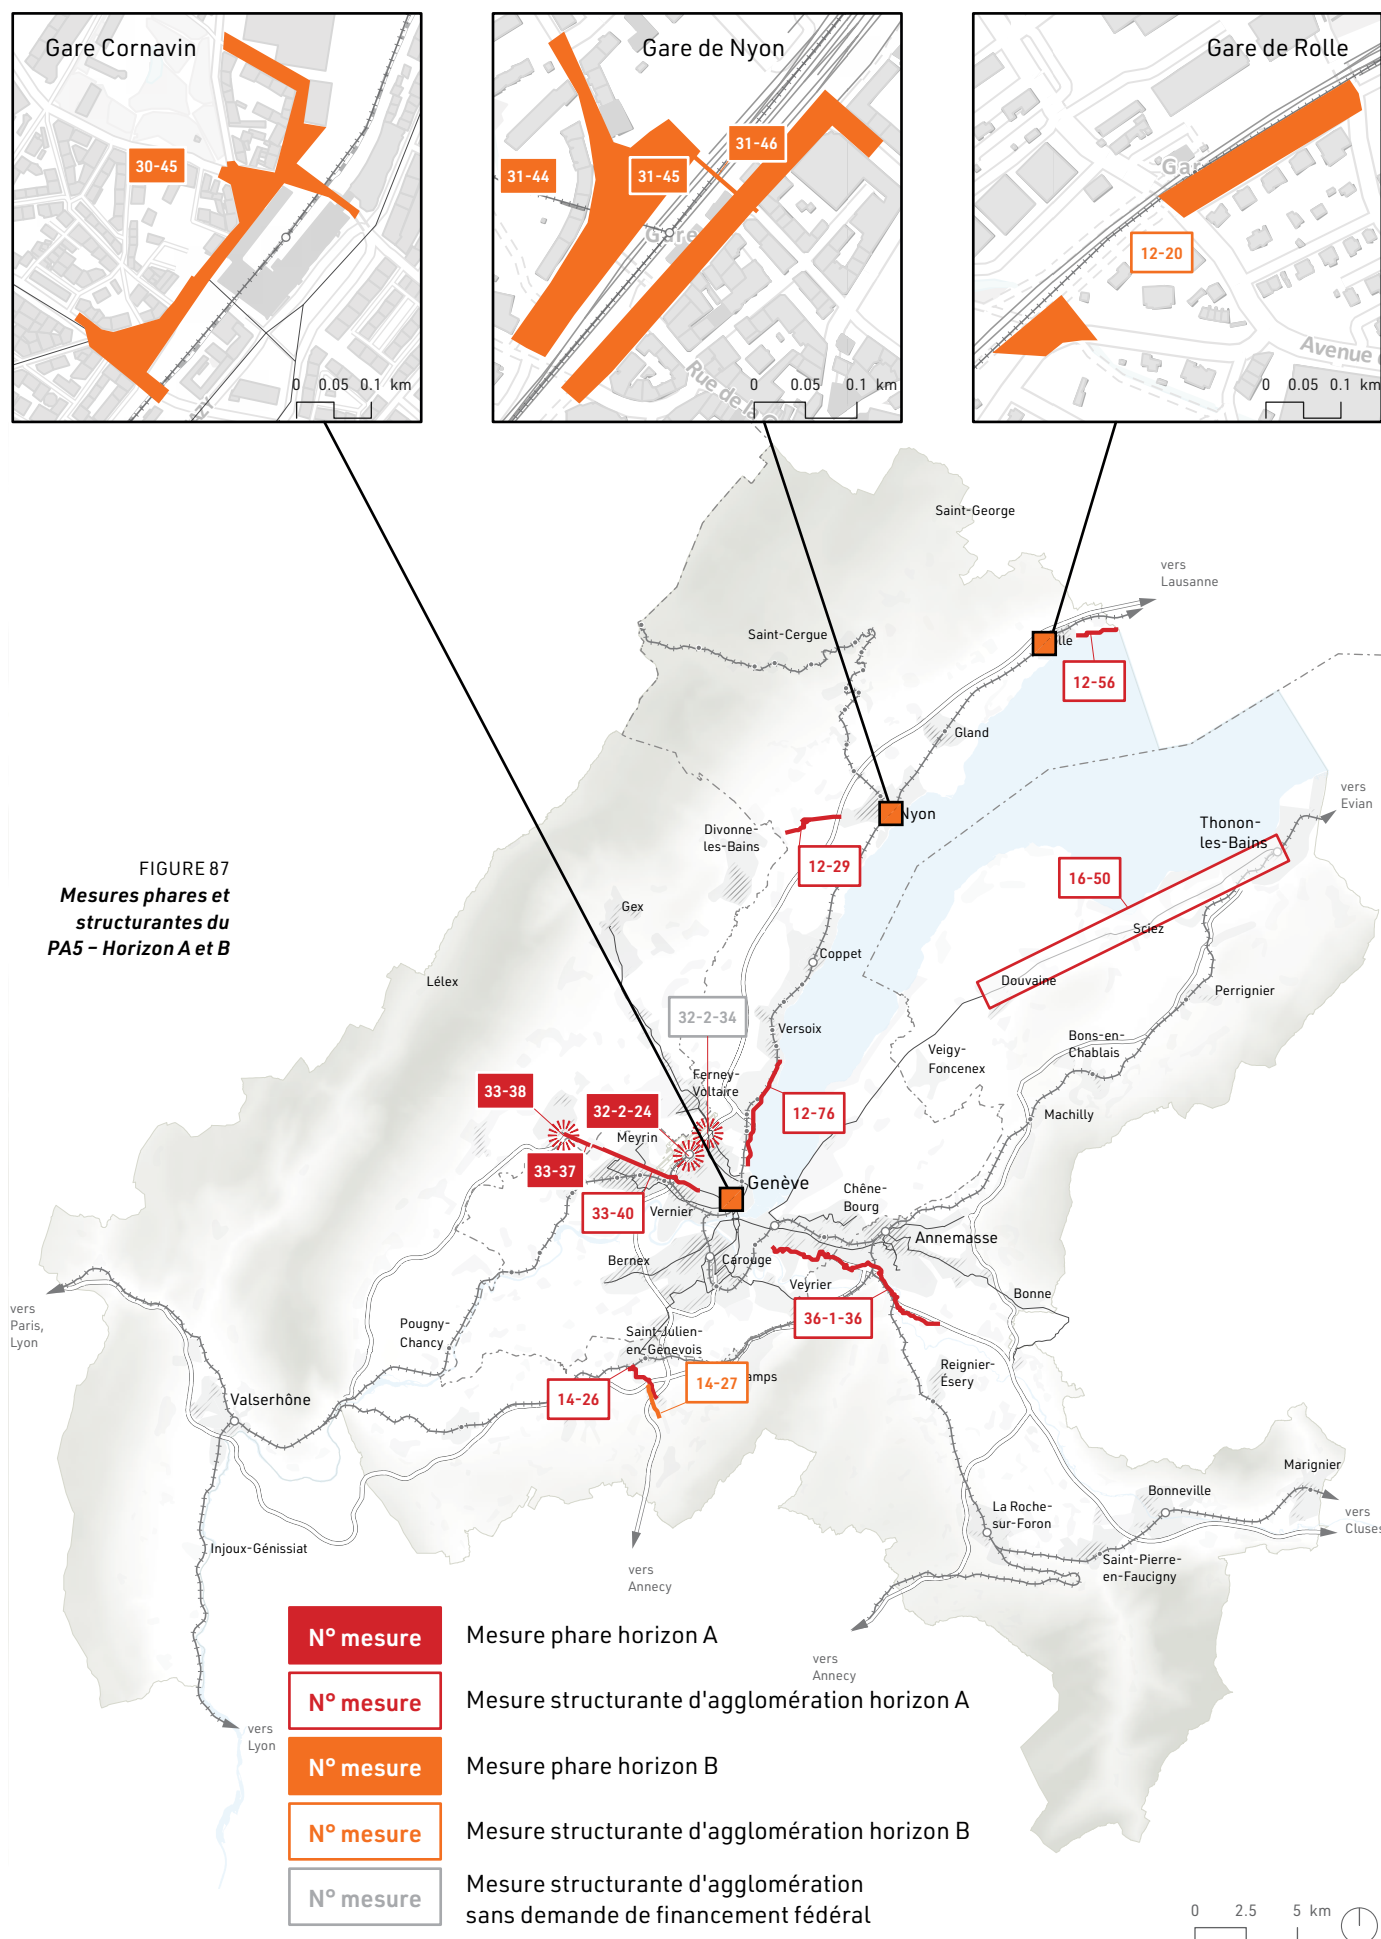 Gare Cornavin
30-45
0 0.05 0.1 km
Gare de Nyon
31-44
31-45
31-46
Gare
Rue de la
0 0.05 0.1 km
Gare de Rolle
12-20
Avenue
0 0.05 0.1 km
Saint-George
vers
Lausanne
Saint-Cergue
12-56
Gland
Nyon
vers
Evian
Divonne-
les-Bains
12-29
Thonon-
les-Bains
16-50
FIGURE 87
Mesures phares et
structurantes du
PA5 – Horizon A et B
Gex
Sciez
Coppet
Lélex
Douvaine
Perrignier
32-2-34
Versoix
Bons-en-
Chablais
Veigy-
Foncenex
Ferney-
Voltaire
33-38
32-2-24
12-76
Machilly
Meyrin
33-37
Genève
Chêne-
Bourg
33-40
Vernier
Annemasse
Bernex
Carouge
Veyrier
Bonne
vers
Paris,
Lyon
36-1-36
Pougny-
Chancy
Saint-Julien-
en-Genevois
Reignier-
Ésery
14-26
14-27
amps
Valserhône
Marignier
Bonneville
La Roche-
sur-Foron
vers
Cluses
Injoux-Génissiat
Saint-Pierre-
en-Faucigny
vers
Annecy
vers
Annecy
vers
Lyon
N° mesure Mesure phare horizon A
N° mesure Mesure structurante d'agglomération horizon A
N° mesure Mesure phare horizon B
N° mesure Mesure structurante d'agglomération horizon B
N° mesure Mesure structurante d'agglomération
sans demande de financement fédéral
0 2.5 5 km